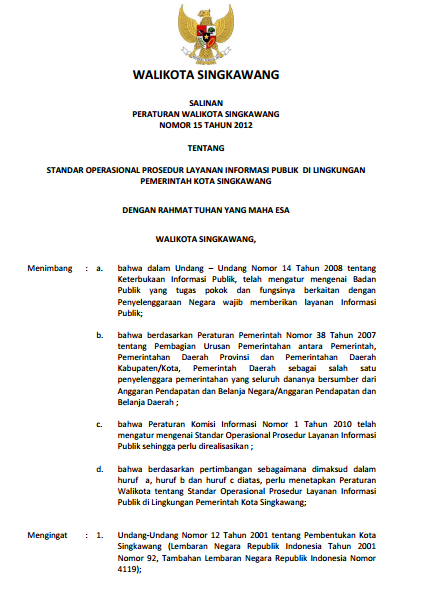 WALIKOTA SINGKAWANG
SALINAN
PERATURAN WALIKOTA SINGKAWANG
NOMOR 15 TAHUN 2012
TENTANG
STANDAR OPERASIONAL PROSEDUR LAYANAN INFORMASI PUBLIK DI LINGKUNGAN
PEMERINTAH KOTA SINGKAWANG
DENGAN RAHMAT TUHAN YANG MAHA ESA
WALIKOTA SINGKAWANG,
Menimbang : a. bahwa dalam Undang – Undang Nomor 14 Tahun 2008 tentang
Keterbukaan Informasi Publik, telah mengatur mengenai Badan
Publik yang tugas pokok dan fungsinya berkaitan dengan
Penyelenggaraan Negara wajib memberikan layanan Informasi
Publik;
b. bahwa berdasarkan Peraturan Pemerintah Nomor 38 Tahun 2007
tentang Pembagian Urusan Pemerintahan antara Pemerintah,
Pemerintahan Daerah Provinsi dan Pemerintahan Daerah
Kabupaten/Kota, Pemerintah Daerah sebagai salah satu
penyelenggara pemerintahan yang seluruh dananya bersumber dari
Anggaran Pendapatan dan Belanja Negara/Anggaran Pendapatan dan
Belanja Daerah ;
c. bahwa Peraturan Komisi Informasi Nomor 1 Tahun 2010 telah
mengatur mengenai Standar Operasional Prosedur Layanan Informasi
Publik sehingga perlu direalisasikan ;
d. bahwa berdasarkan pertimbangan sebagaimana dimaksud dalam
huruf a, huruf b dan huruf c diatas, perlu menetapkan Peraturan
Walikota tentang Standar Operasional Prosedur Layanan Informasi
Publik di Lingkungan Pemerintah Kota Singkawang;
Mengingat : 1. Undang-Undang Nomor 12 Tahun 2001 tentang Pembentukan Kota
Singkawang (Lembaran Negara Republik Indonesia Tahun 2001
Nomor 92, Tambahan Lembaran Negara Republik Indonesia Nomor
4119);